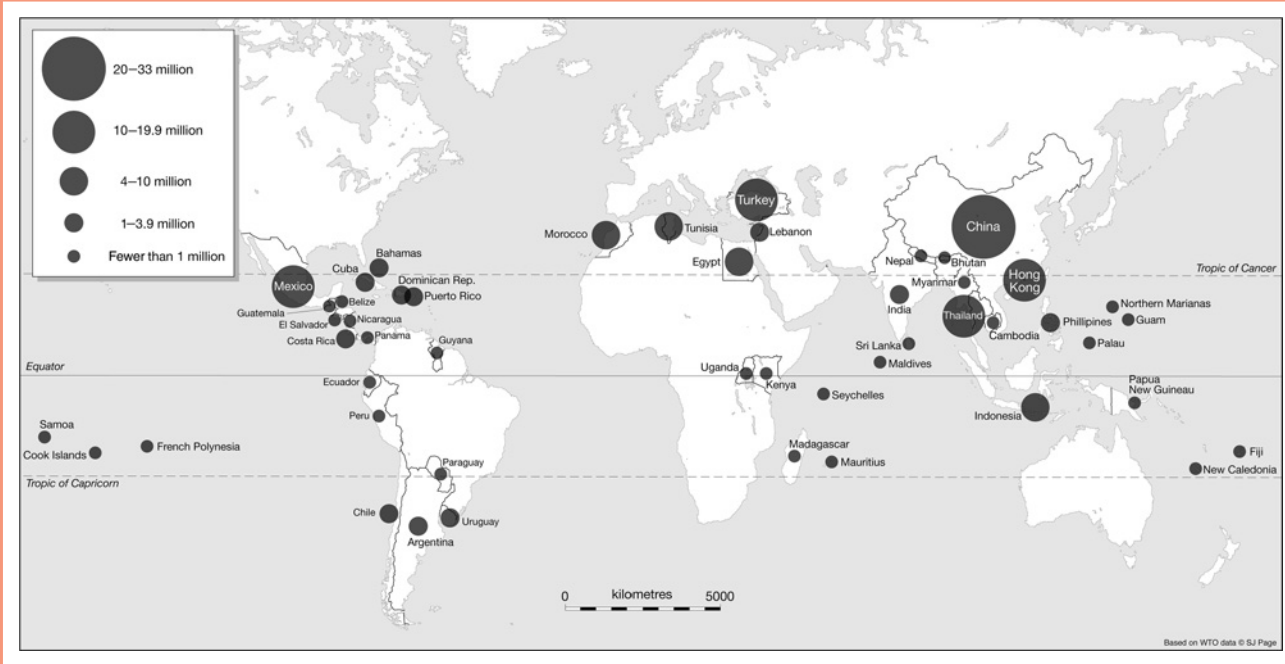 20–33 million
10–19.9 million
4–10 million
1–3.9 million
Fewer than 1 million
Turkey
Morocco
Tunisia
Lebanon
China
Egypt
Bahamas
Nepal
Bhutan
Cuba
Tropic of Cancer
Mexico
Dominican Rep.
Puerto Rico
Myanmar
Hong
Kong
Belize
India
Northern Marianas
Guatemala
Thailand
Guam
El Salvador
Nicaragua
Phillipines
Costa Rica
Panama
Cambodia
Guyana
Sri Lanka
Palau
Maldives
Equator
Uganda
Kenya
Ecuador
Papua
New Guineau
Seychelles
Peru
Indonesia
Samoa
French Polynesia
Cook Islands
Madagascar
Mauritius
Fiji
Paraguay
New Caledonia
Tropic of Capricorn
Chile
Uruguay
Argentina
0 kilometres 5000
Based on WTO data © SJ Page